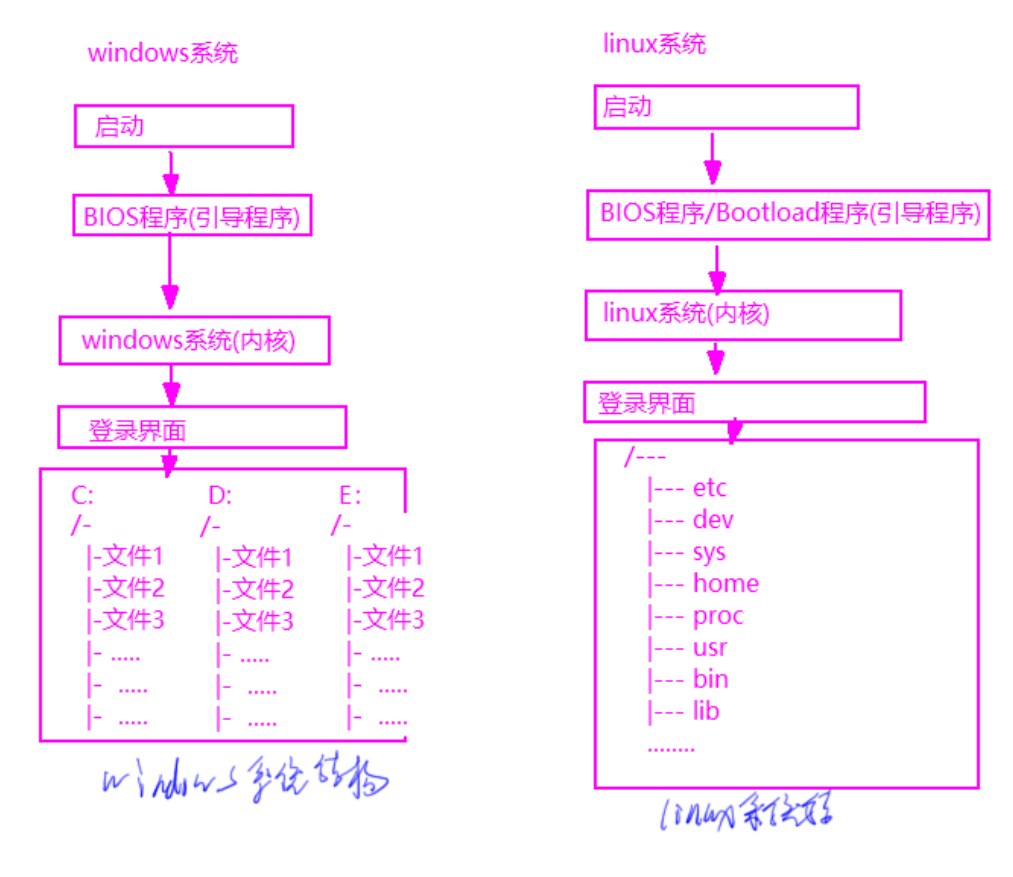 windows系统
启动
BIOS程序(引导程序)
windows系统(内核)
登录界面
C: D: E:
/- /- /-
|-文件1 |-文件1 |-文件1
|-文件2 |-文件2 |-文件2
|-文件3 |-文件3 |-文件3
|- ..... |- ..... |- .....
|- ..... |- ..... |- .....
|- ..... |- ..... |- .....
windows系统结构
linux系统
启动
BIOS程序/Bootload程序(引导程序)
linux系统(内核)
登录界面
/---
|--- etc
|--- dev
|--- sys
|--- home
|--- proc
|--- usr
|--- bin
|--- lib
........
linux系统